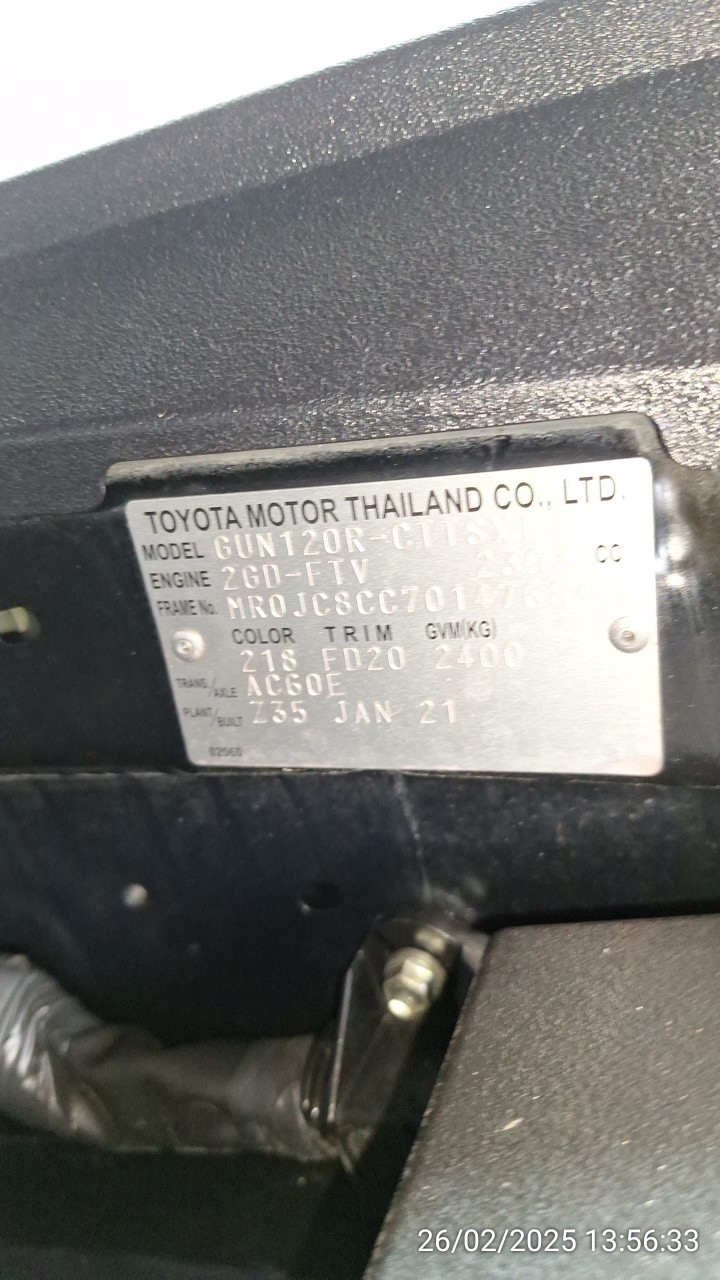 TOYOTA MOTOR THAILAND CO., LTD.
MODEL
ENGINE 2GD-FTV CC
FRAME No.
COLOR TRIM GVM(KG)
218 FD20 2400
TRANS/AXLE AC60E
PLANT/BUILT Z35 JAN 21
02060
26/02/2025 13:56:33